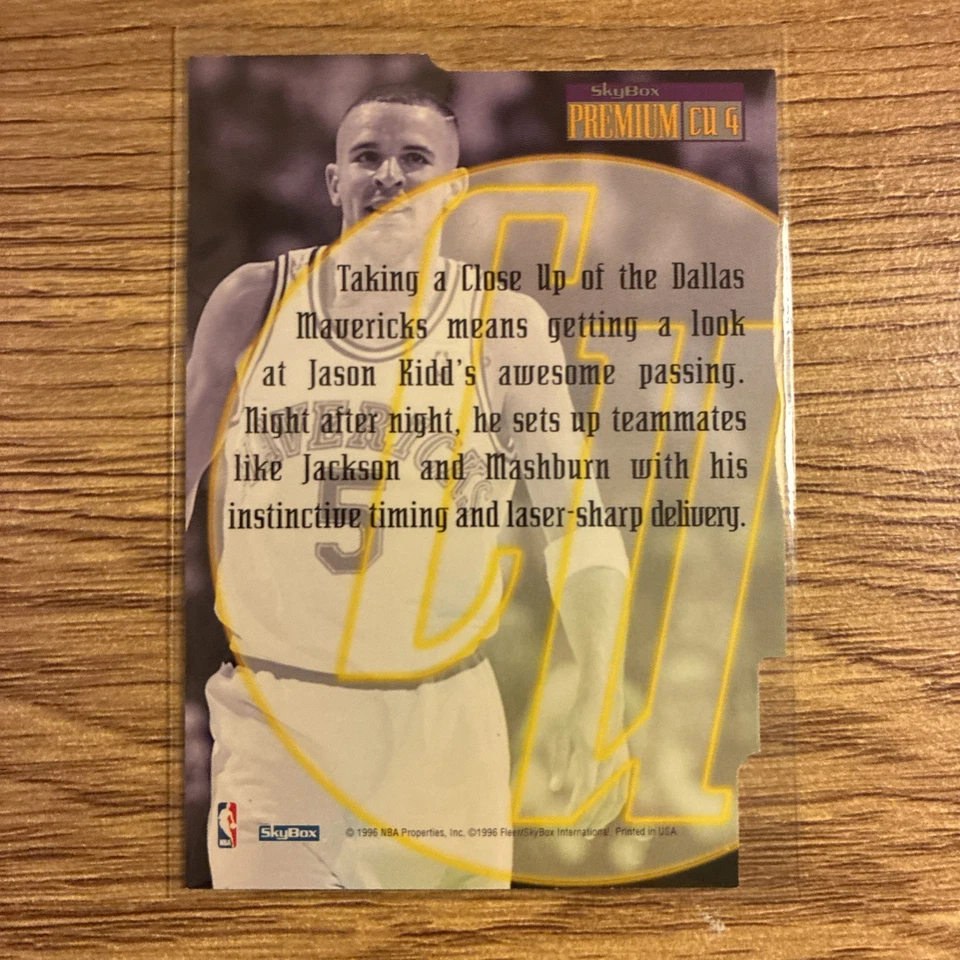 SkyBox
PREMIUM CU 4
Taking a Close Up of the Dallas
Mavericks means getting a look
at Jason Kidd's awesome passing.
Night after night, he sets up teammates
like Jackson and Mashburn with his
instinctive timing and laser-sharp delivery.
CU
MAVERICKS
5
NBA
SkyBox
© 1996 NBA Properties, Inc. ©1996 Fleer/SkyBox International. Printed in USA